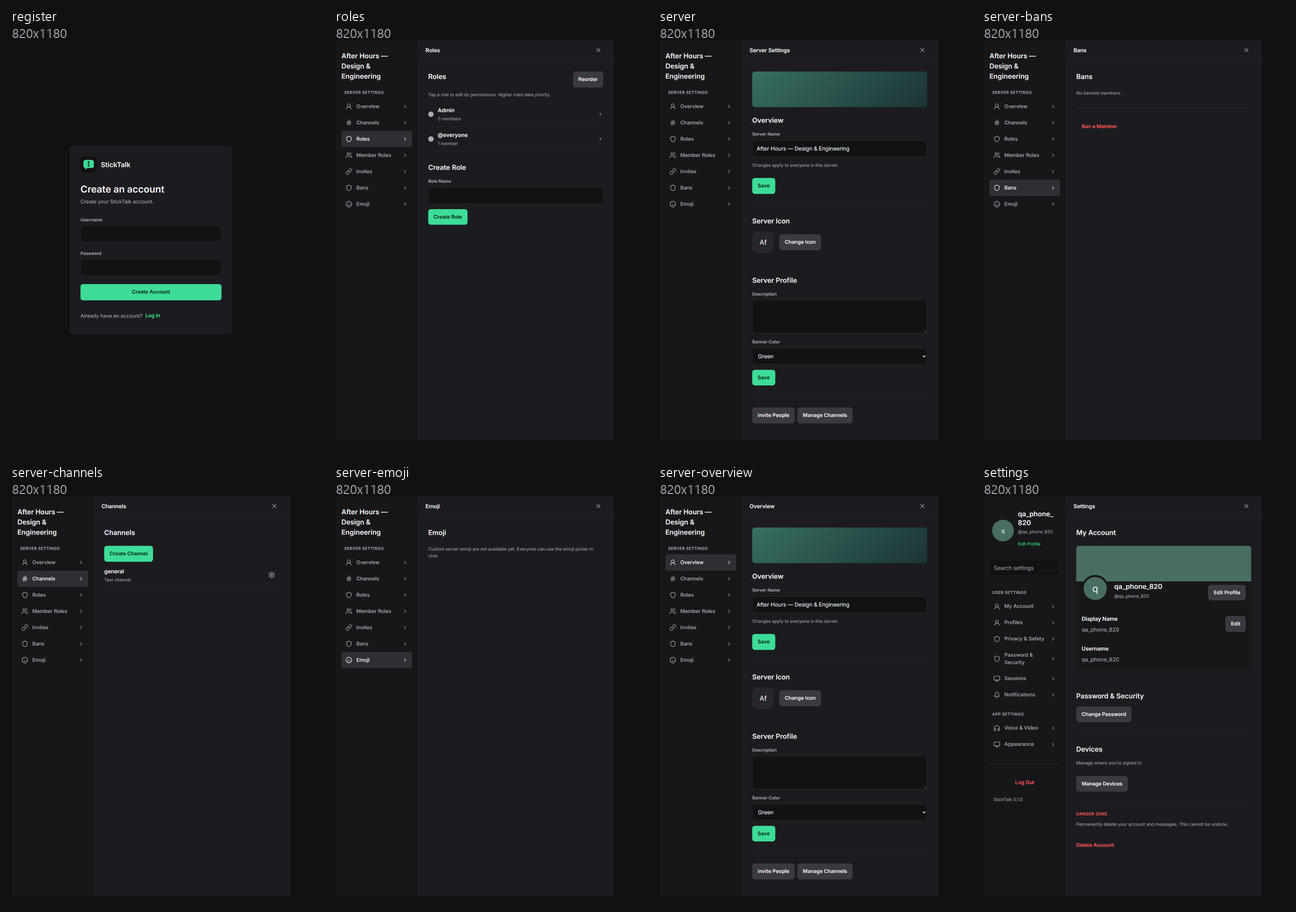 register
820x1180
StickTalk
Create an account
Create your StickTalk account.
Username
Password
Create Account
Already have an account? Log in
roles
820x1180
After Hours —
Design &
Engineering
SERVER SETTINGS
Overview
Channels
Roles
Member Roles
Invites
Bans
Emoji
Roles
Roles
Reorder
Tap a role to edit its permissions. Higher roles take priority.
Admin
0 members
@everyone
1 member
Create Role
Role Name
Create Role
server
820x1180
After Hours —
Design &
Engineering
SERVER SETTINGS
Overview
Channels
Roles
Member Roles
Invites
Bans
Emoji
Server Settings
Overview
Server Name
After Hours — Design & Engineering
Changes apply to everyone in this server.
Save
Server Icon
Af
Change Icon
Server Profile
Description
Banner Color
Green
Save
Invite People
Manage Channels
server-bans
820x1180
After Hours —
Design &
Engineering
SERVER SETTINGS
Overview
Channels
Roles
Member Roles
Invites
Bans
Emoji
Bans
Bans
No banned members.
Ban a Member
server-channels
820x1180
After Hours —
Design &
Engineering
SERVER SETTINGS
Overview
Channels
Roles
Member Roles
Invites
Bans
Emoji
Channels
Channels
Create Channel
general
Text channel
server-emoji
820x1180
After Hours —
Design &
Engineering
SERVER SETTINGS
Overview
Channels
Roles
Member Roles
Invites
Bans
Emoji
Emoji
Emoji
Custom server emoji are not available yet. Everyone can use the emoji picker in
chat.
server-overview
820x1180
After Hours —
Design &
Engineering
SERVER SETTINGS
Overview
Channels
Roles
Member Roles
Invites
Bans
Emoji
Overview
Overview
Server Name
After Hours — Design & Engineering
Changes apply to everyone in this server.
Save
Server Icon
Af
Change Icon
Server Profile
Description
Banner Color
Green
Save
Invite People
Manage Channels
settings
820x1180
q
qa_phone_
820
@qa_phone_820
Edit Profile
Search settings
USER SETTINGS
My Account
Profiles
Privacy & Safety
Password &
Security
Sessions
Notifications
APP SETTINGS
Voice & Video
Appearance
Log Out
StickTalk 0.1.0
Settings
My Account
q
qa_phone_820
@qa_phone_820
Edit Profile
Display Name
qa_phone_820
Edit
Username
qa_phone_820
Password & Security
Change Password
Devices
Manage where you're signed in.
Manage Devices
DANGER ZONE
Permanently delete your account and messages. This cannot be undone.
Delete Account